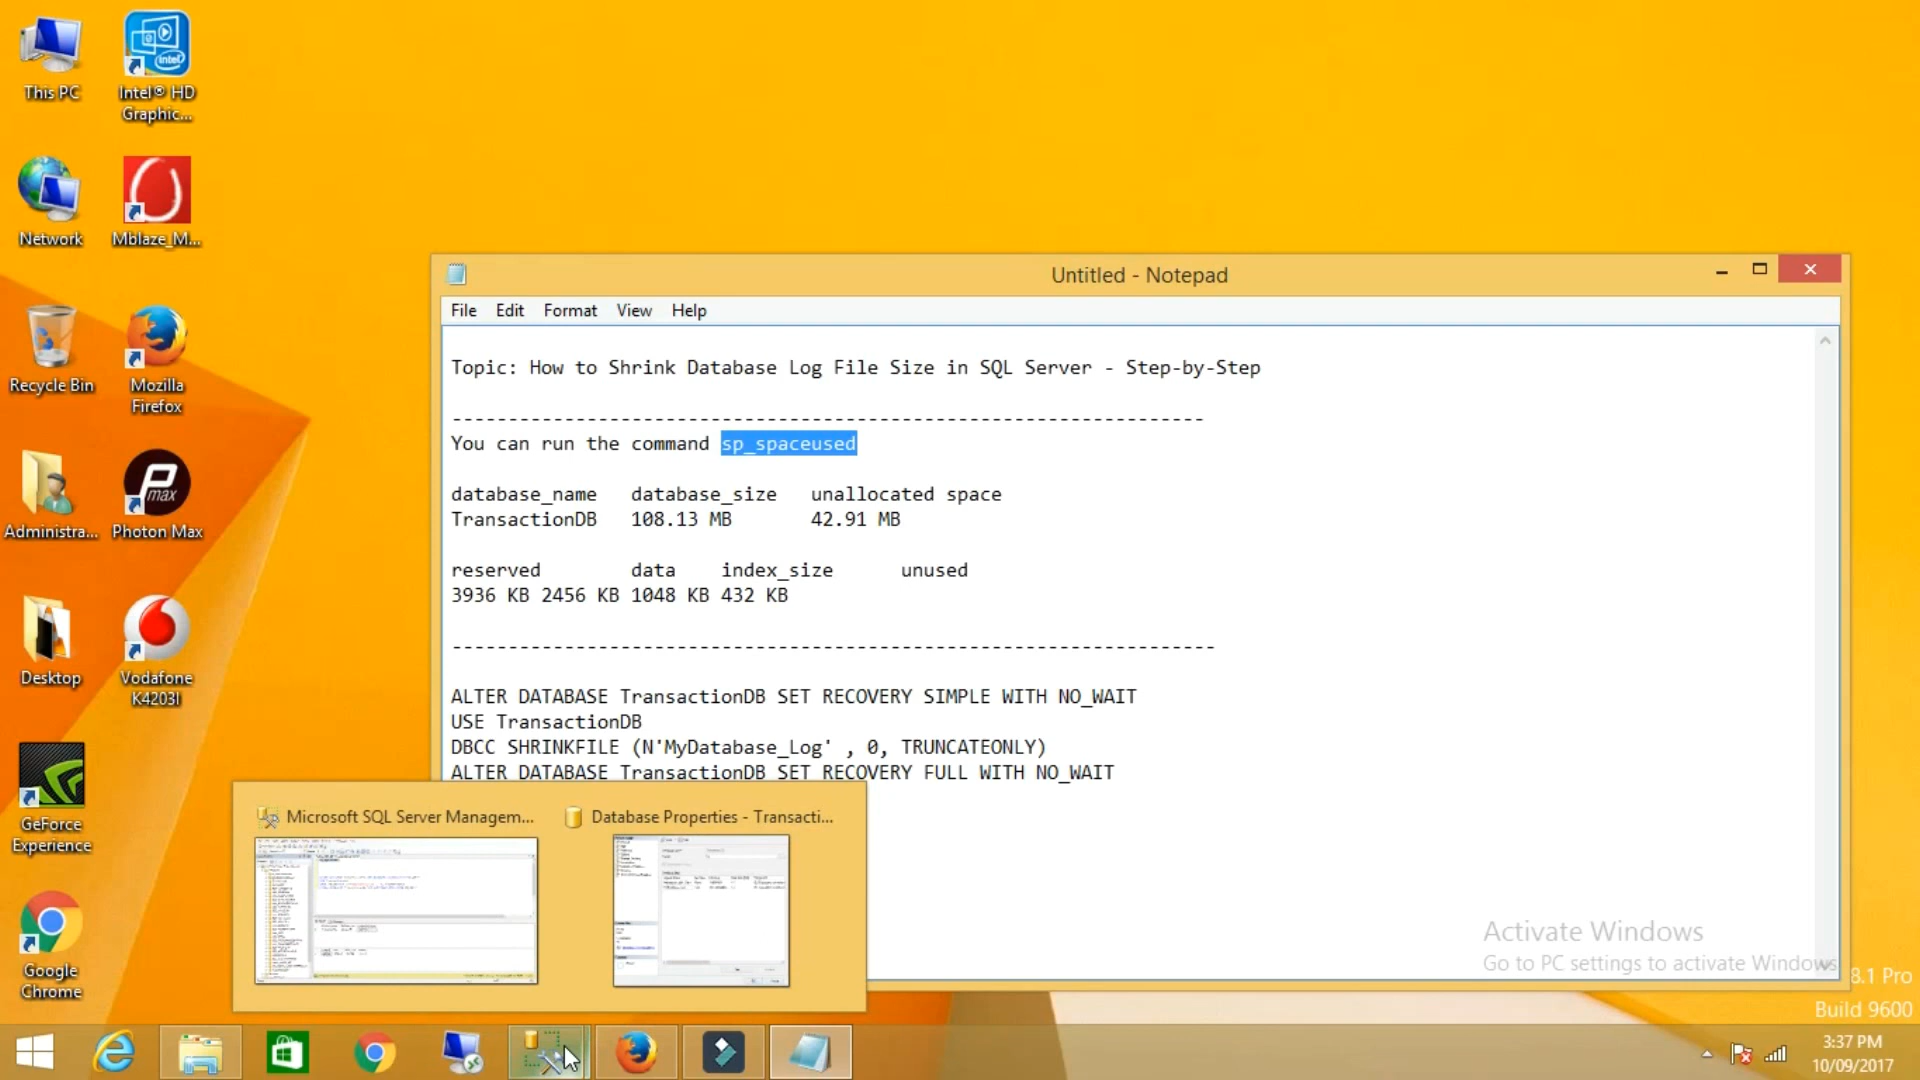 This PC
Intel® HD
Graphic...
Network
Mblaze_M...
Recycle Bin
Mozilla
Firefox
Administra...
Photon Max
Desktop
Vodafone
K4203I
GeForce
Experience
Google
Chrome
Untitled - Notepad
File Edit Format View Help
Topic: How to Shrink Database Log File Size in SQL Server - Step-by-Step
-------------------------------------------------------------------
You can run the command sp_spaceused
database_name database_size unallocated space
TransactionDB 108.13 MB 42.91 MB
reserved data index_size unused
3936 KB 2456 KB 1048 KB 432 KB
--------------------------------------------------------------------
ALTER DATABASE TransactionDB SET RECOVERY SIMPLE WITH NO_WAIT
USE TransactionDB
DBCC SHRINKFILE (N'MyDatabase_Log' , 0, TRUNCATEONLY)
ALTER DATABASE TransactionDB SET RECOVERY FULL WITH NO_WAIT
Microsoft SQL Server Managem...
Database Properties - Transacti...
Activate Windows
Go to PC settings to activate Windows
8.1 Pro
Build 9600
3:37 PM
10/09/2017